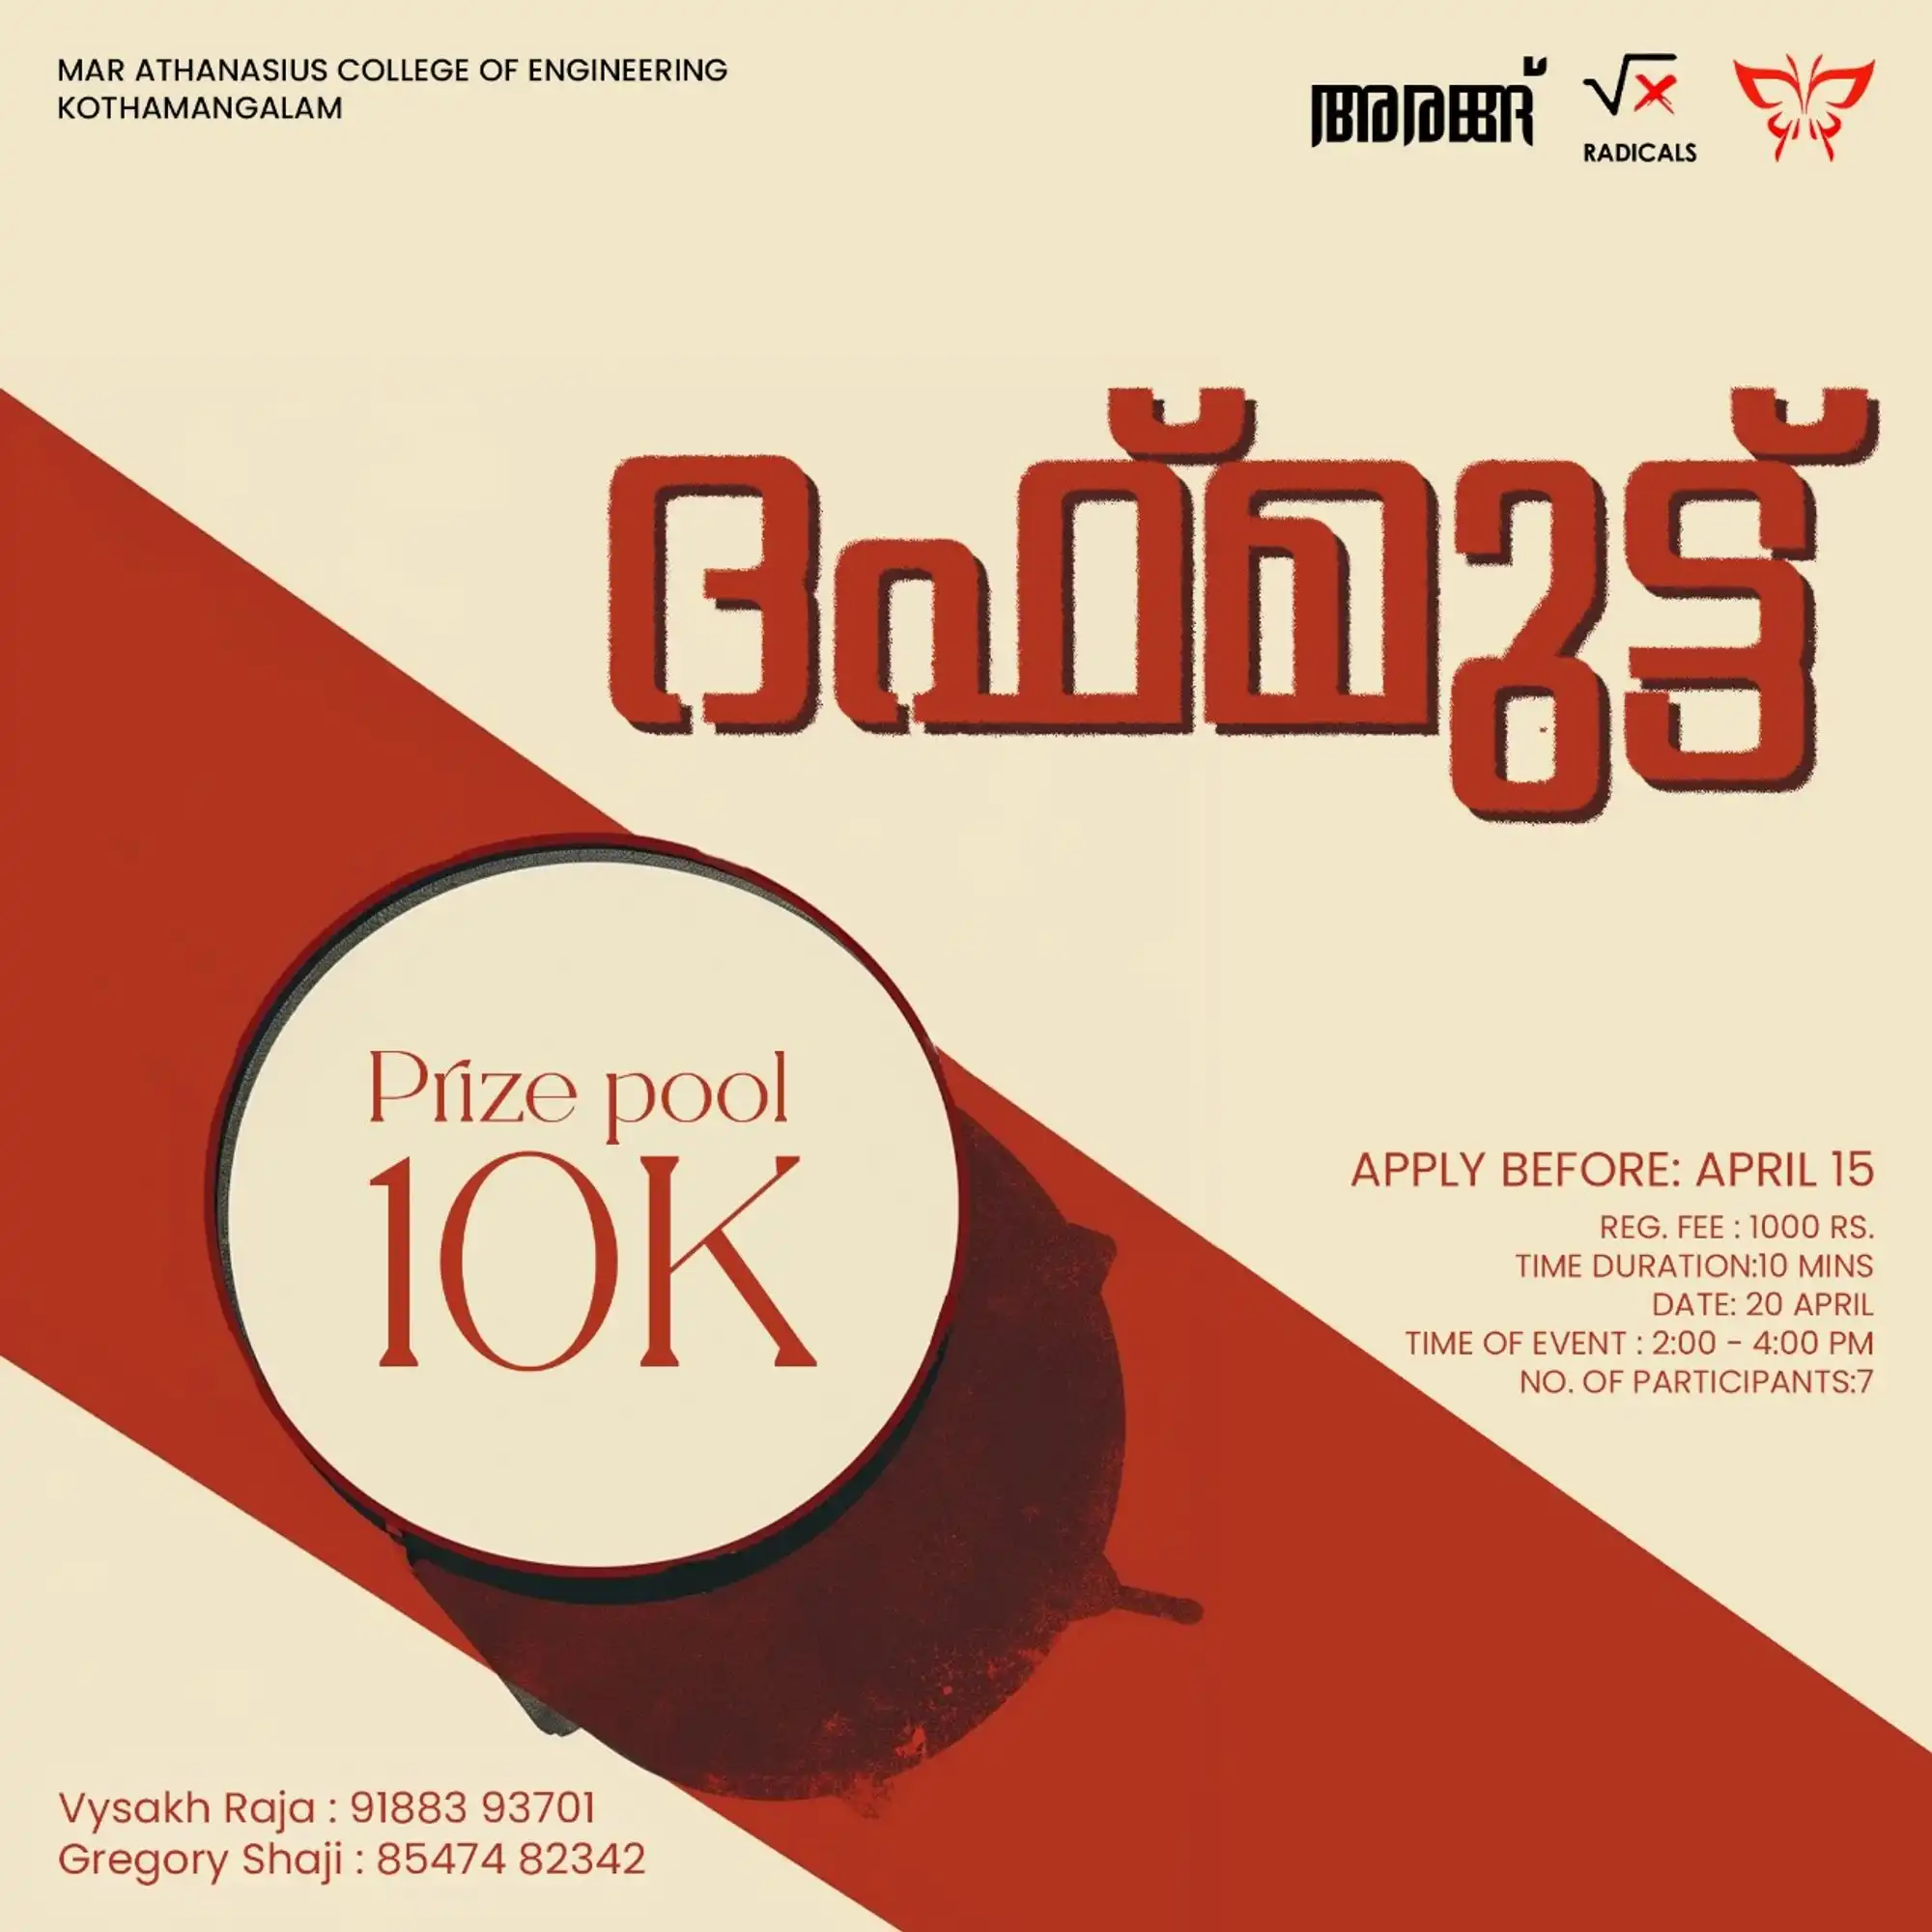 MAR ATHANASIUS COLLEGE OF ENGINEERING
KOTHAMANGALAM
അരങ്ങ്
√x
RADICALS
ദഫ്മുട്ട്
Prize pool
10K
APPLY BEFORE: APRIL 15
REG. FEE : 1000 RS.
TIME DURATION:10 MINS
DATE: 20 APRIL
TIME OF EVENT : 2:00 - 4:00 PM
NO. OF PARTICIPANTS:7
Vysakh Raja : 91883 93701
Gregory Shaji : 85474 82342